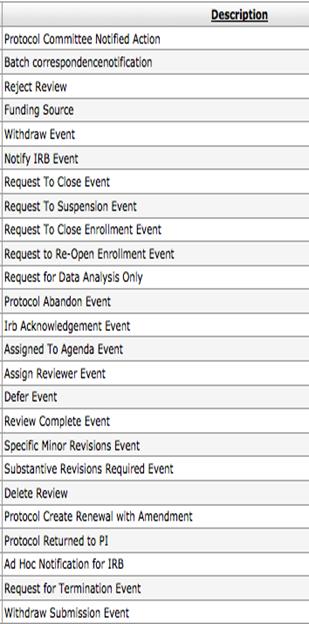 Description
Protocol Committee Notified Action
Batch correspondencenotification
Reject Review
Funding Source
Withdraw Event
Notify IRB Event
Request To Close Event
Request To Suspension Event
Request To Close Enrollment Event
Request to Re-Open Enrollment Event
Request for Data Analysis Only
Protocol Abandon Event
Irb Acknowledgement Event
Assigned To Agenda Event
Assign Reviewer Event
Defer Event
Review Complete Event
Specific Minor Revisions Event
Substantive Revisions Required Event
Delete Review
Protocol Create Renewal with Amendment
Protocol Returned to PI
Ad Hoc Notification for IRB
Request for Termination Event
Withdraw Submission Event